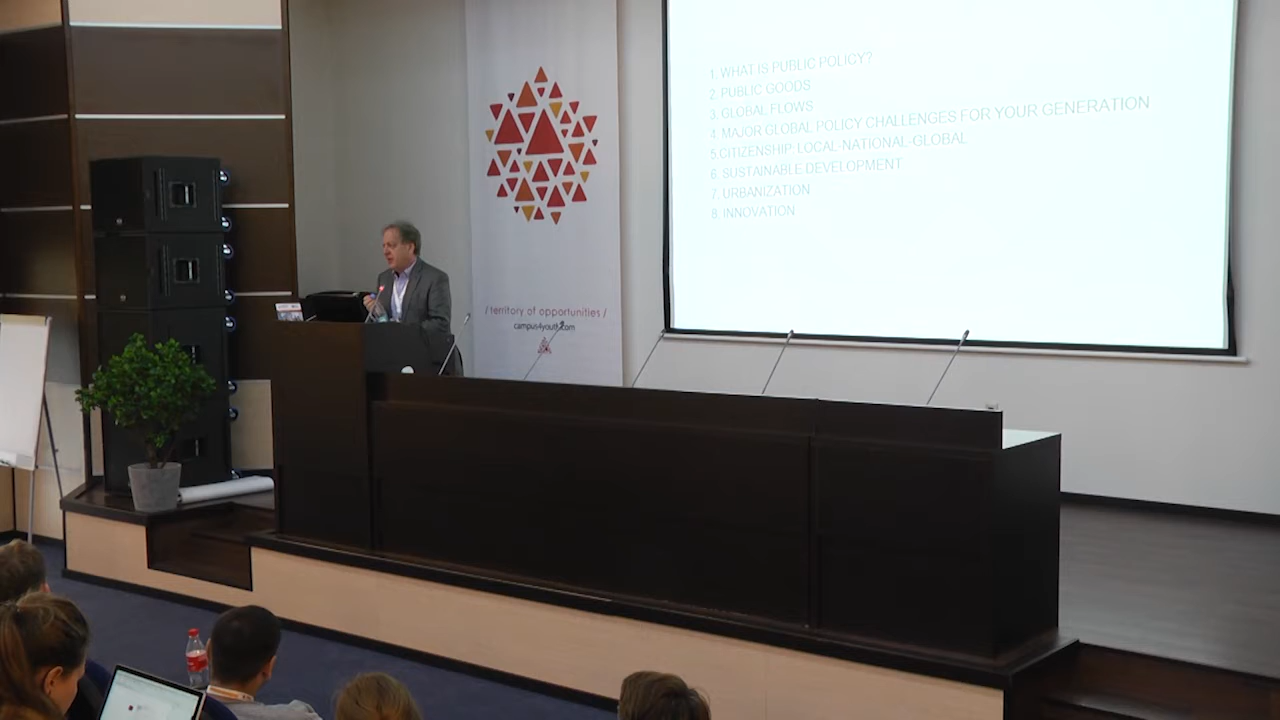 1. WHAT IS PUBLIC POLICY?
2. PUBLIC GOODS
3. GLOBAL FLOWS
4. MAJOR GLOBAL POLICY CHALLENGES FOR YOUR GENERATION
5.CITIZENSHIP: LOCAL-NATIONAL-GLOBAL
6. SUSTAINABLE DEVELOPMENT
7. URBANIZATION
8. INNOVATION
/ territory of opportunities /
campus4youth.com